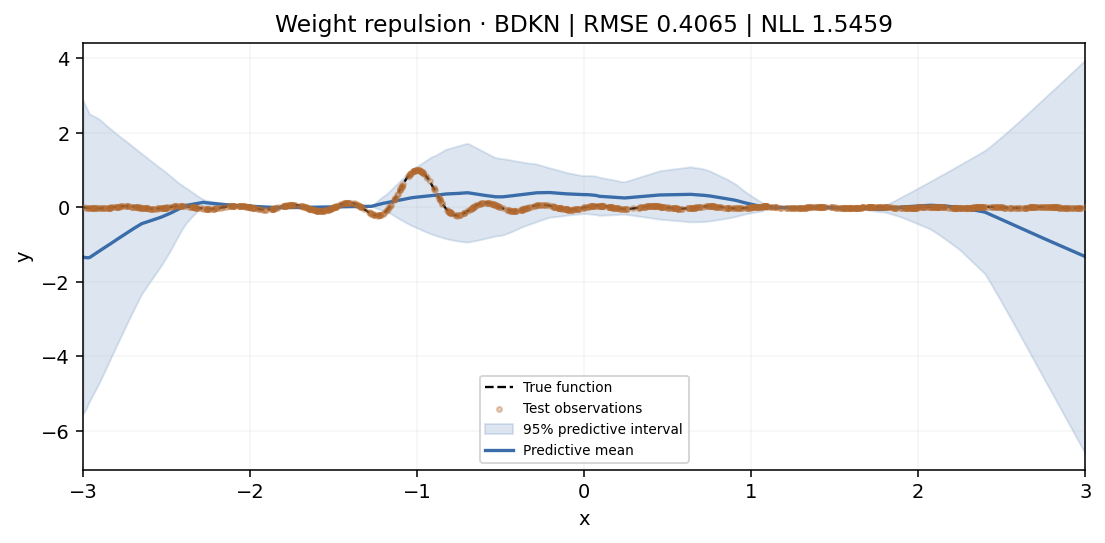 Weight repulsion · BDKN | RMSE 0.4065 | NLL 1.5459
4
2
0
−2
−4
−6
y
True function
Test observations
95% predictive interval
Predictive mean
−3 −2 −1 0 1 2 3
x